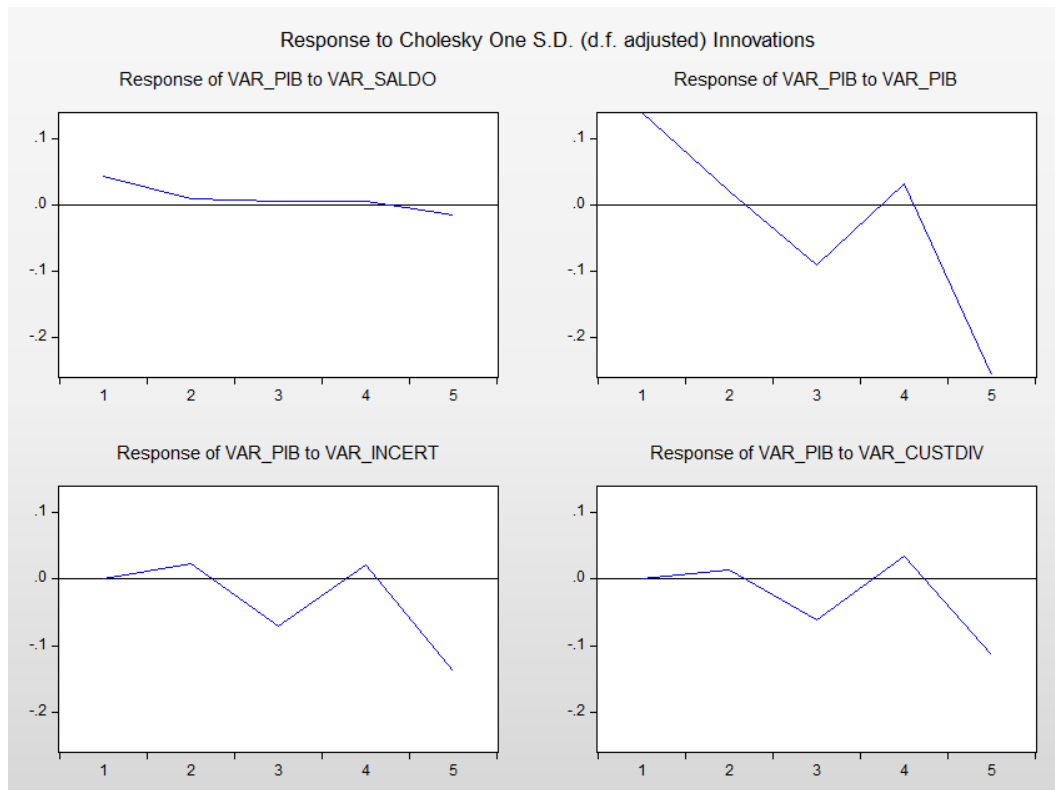 Response to Cholesky One S.D. (d.f. adjusted) Innovations
Response of VAR_PIB to VAR_SALDO
.1
.0
-.1
-.2
1 2 3 4 5
Response of VAR_PIB to VAR_PIB
.1
.0
-.1
-.2
1 2 3 4 5
Response of VAR_PIB to VAR_INCERT
.1
.0
-.1
-.2
1 2 3 4 5
Response of VAR_PIB to VAR_CUSTDIV
.1
.0
-.1
-.2
1 2 3 4 5